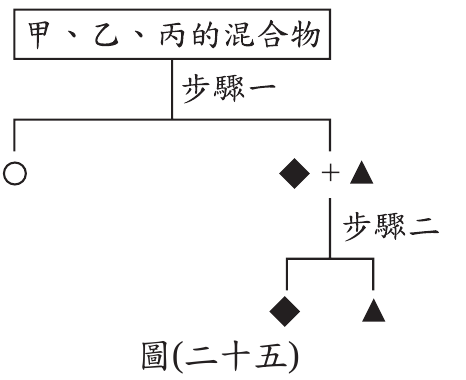 甲、乙、丙的混合物
步驟一
+
步驟二
圖(二十五)